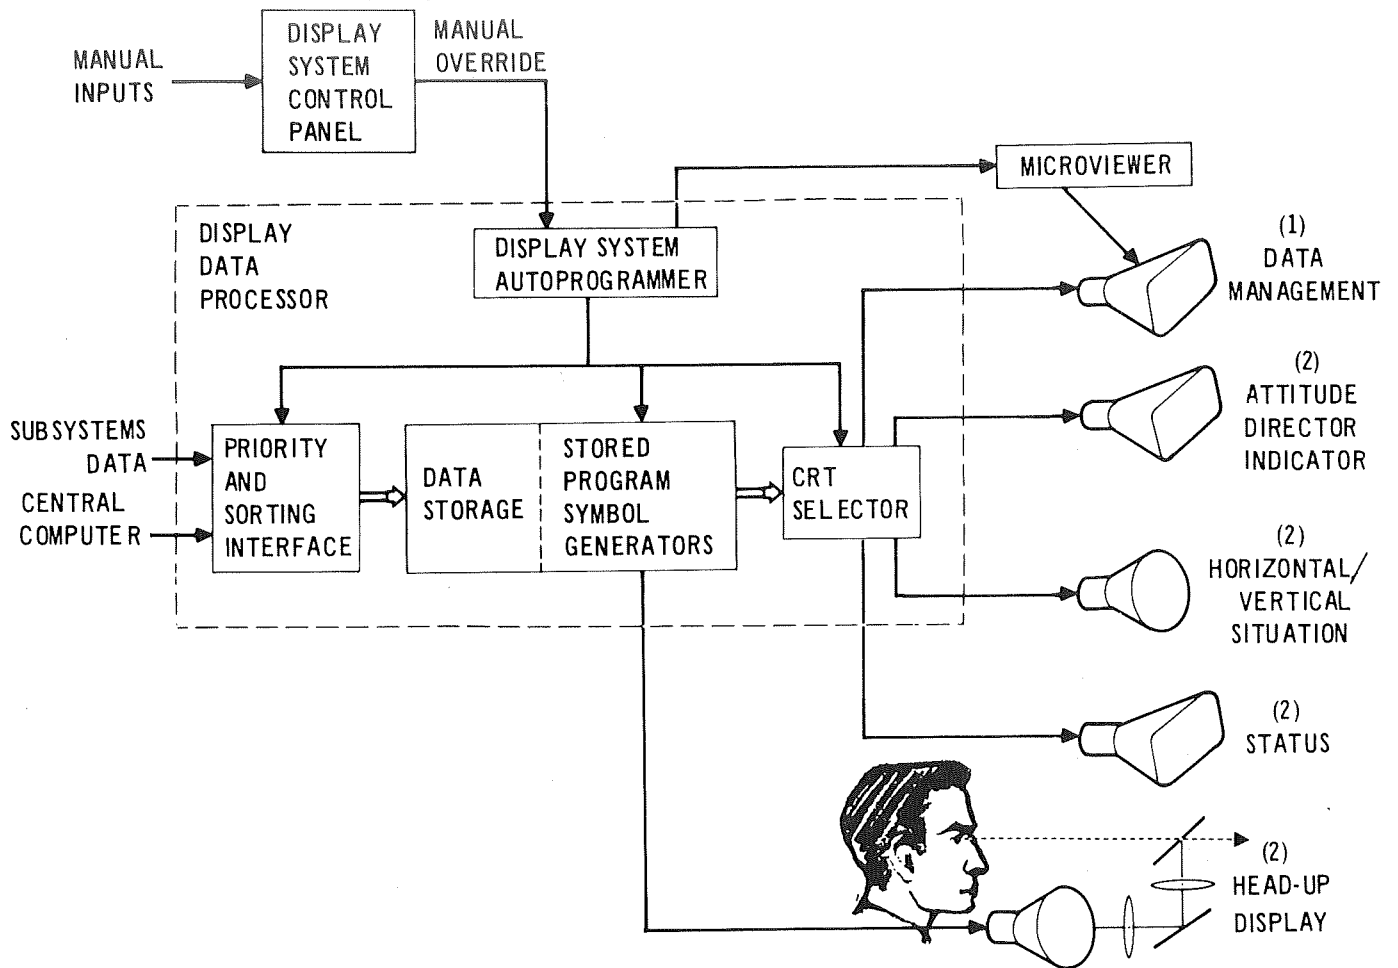 DISPLAY
SYSTEM
CONTROL
PANEL
MANUAL
OVERRIDE
MANUAL
INPUTS
MICROVIEWER
DISPLAY
DATA
PROCESSOR
DISPLAY SYSTEM
AUTOPROGRAMMER
(1)
DATA
MANAGEMENT
(2)
ATTITUDE
DIRECTOR
INDICATOR
SUBSYSTEMS
DATA
CENTRAL
COMPUTER
PRIORITY
AND
SORTING
INTERFACE
DATA
STORAGE
STORED
PROGRAM
SYMBOL
GENERATORS
CRT
SELECTOR
(2)
HORIZONTAL/
VERTICAL
SITUATION
(2)
STATUS
(2)
HEAD-UP
DISPLAY